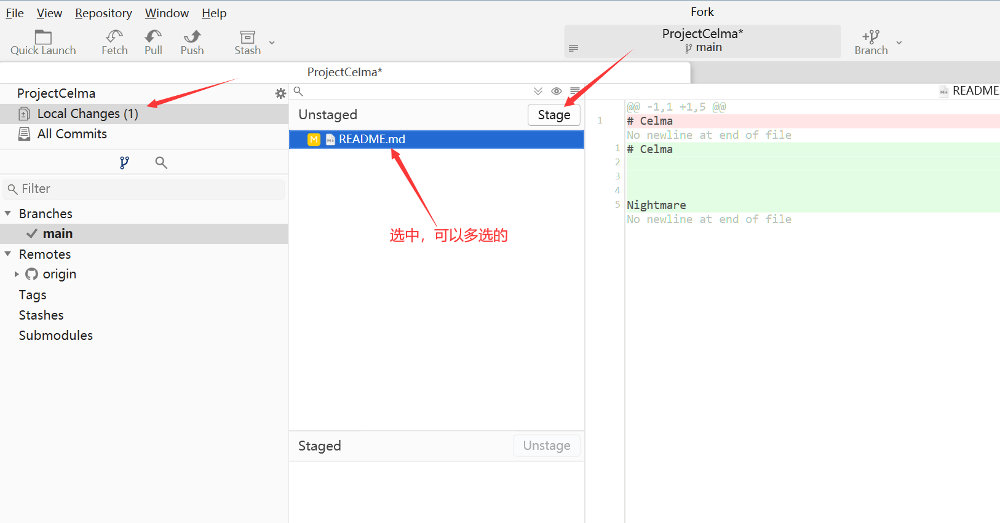 File View Repository Window Help
Fork
Quick Launch Fetch Pull Push Stash
ProjectCelma*
main
Branch
ProjectCelma*
ProjectCelma
Local Changes (1)
All Commits
Filter
Branches
main
Remotes
origin
Tags
Stashes
Submodules
Unstaged Stage
M README.md
选中，可以多选的
Staged Unstage
README.
@@ -1,1 +1,5 @@
1 # Celma
No newline at end of file
1 # Celma
2
3
4
5 Nightmare
No newline at end of file